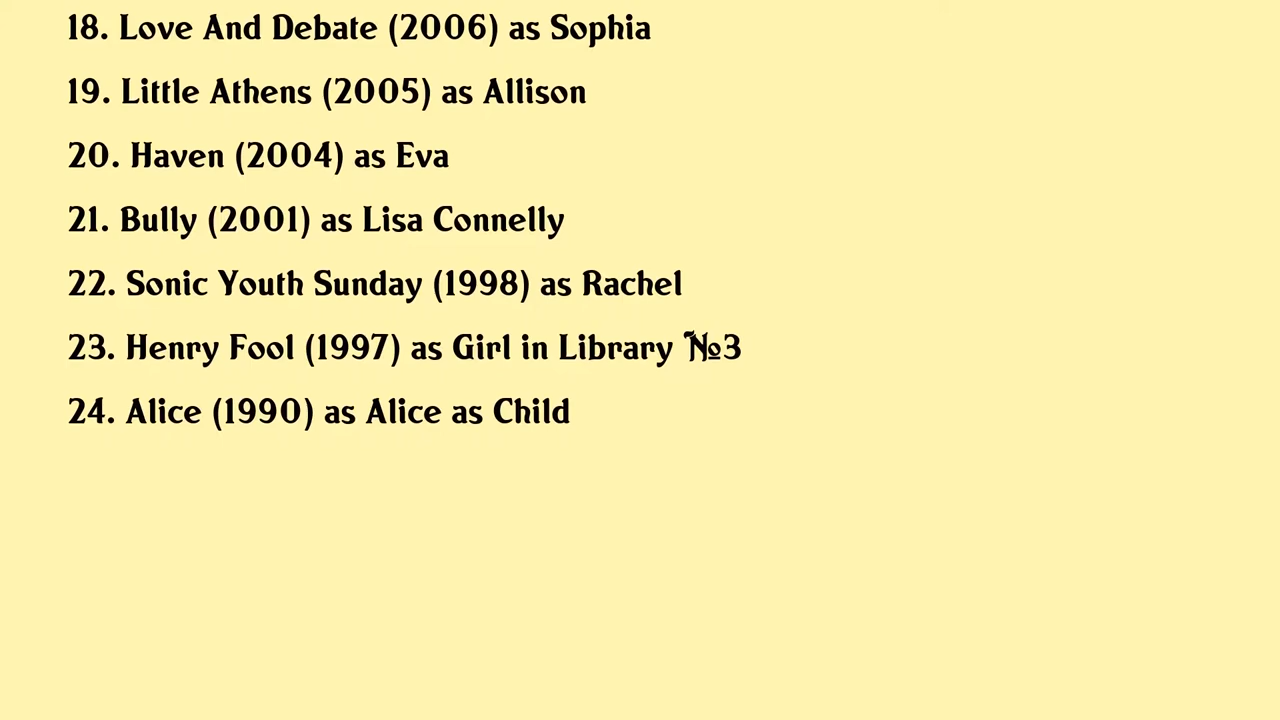 18. Love And Debate (2006) as Sophia
19. Little Athens (2005) as Allison
20. Haven (2004) as Eva
21. Bully (2001) as Lisa Connelly
22. Sonic Youth Sunday (1998) as Rachel
23. Henry Fool (1997) as Girl in Library №3
24. Alice (1990) as Alice as Child